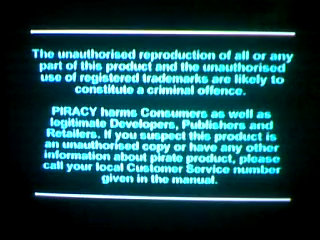 The unauthorised reproduction of all or any
part of this product and the unauthorised
use of registered trademarks are likely to
constitute a criminal offence.
PIRACY harms Consumers as well as
legitimate Developers, Publishers and
Retailers. If you suspect this product is
an unauthorised copy or have any other
information about pirate product, please
call your local Customer Service number
given in the manual.